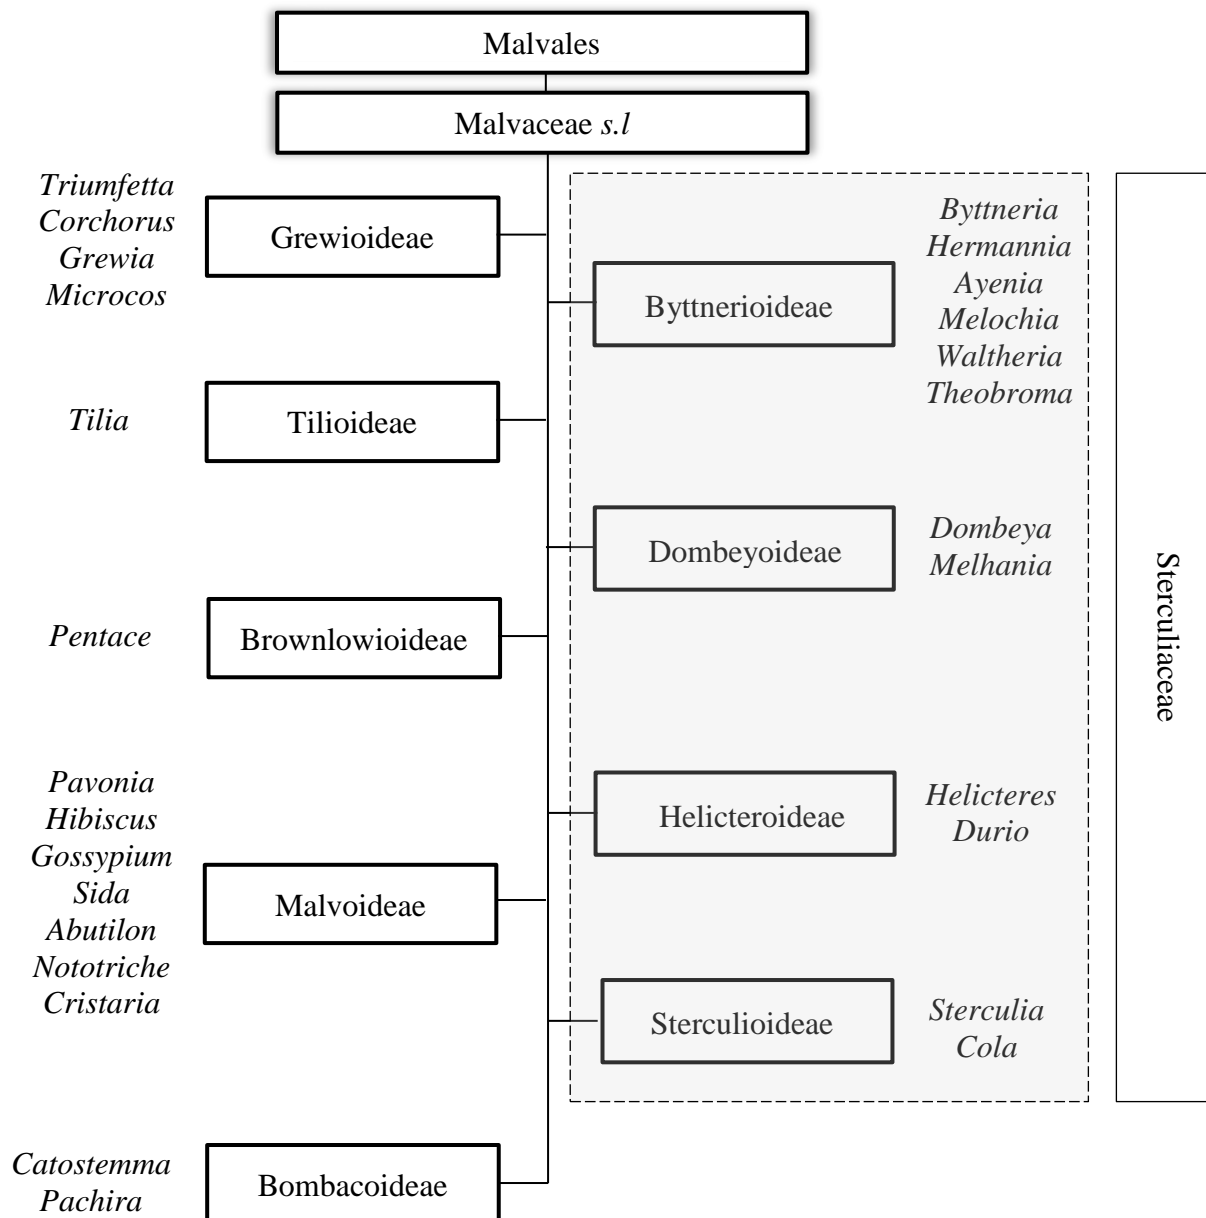 Malvales
Malvaceae s.l
Triumfetta
Corchorus
Grewia
Microcos
Grewioideae
Byttnerioideae
Byttneria
Hermannia
Ayenia
Melochia
Waltheria
Theobroma
Tilia
Tilioideae
Dombeyoideae
Dombeya
Melhania
Sterculiaceae
Pentace
Brownlowioideae
Helicteroideae
Helicteres
Durio
Pavonia
Hibiscus
Gossypium
Sida
Abutilon
Nototriche
Cristaria
Malvoideae
Sterculioideae
Sterculia
Cola
Catostemma
Pachira
Bombacoideae